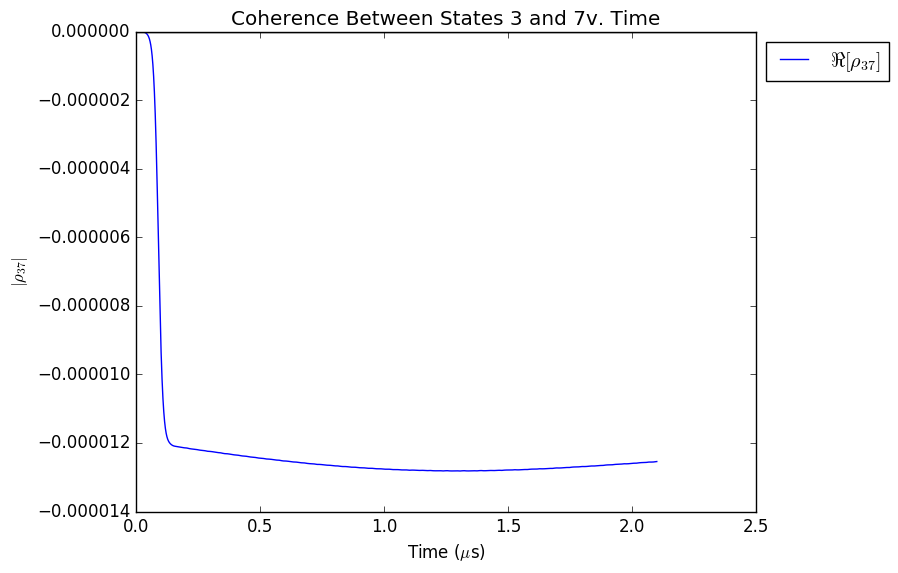 Coherence Between States 3 and 7v. Time
0.000000
−0.000002
−0.000004
−0.000006
−0.000008
−0.000010
−0.000012
−0.000014
|ρ37|
0.0 0.5 1.0 1.5 2.0 2.5
Time (μs)
ℜ[ρ37]